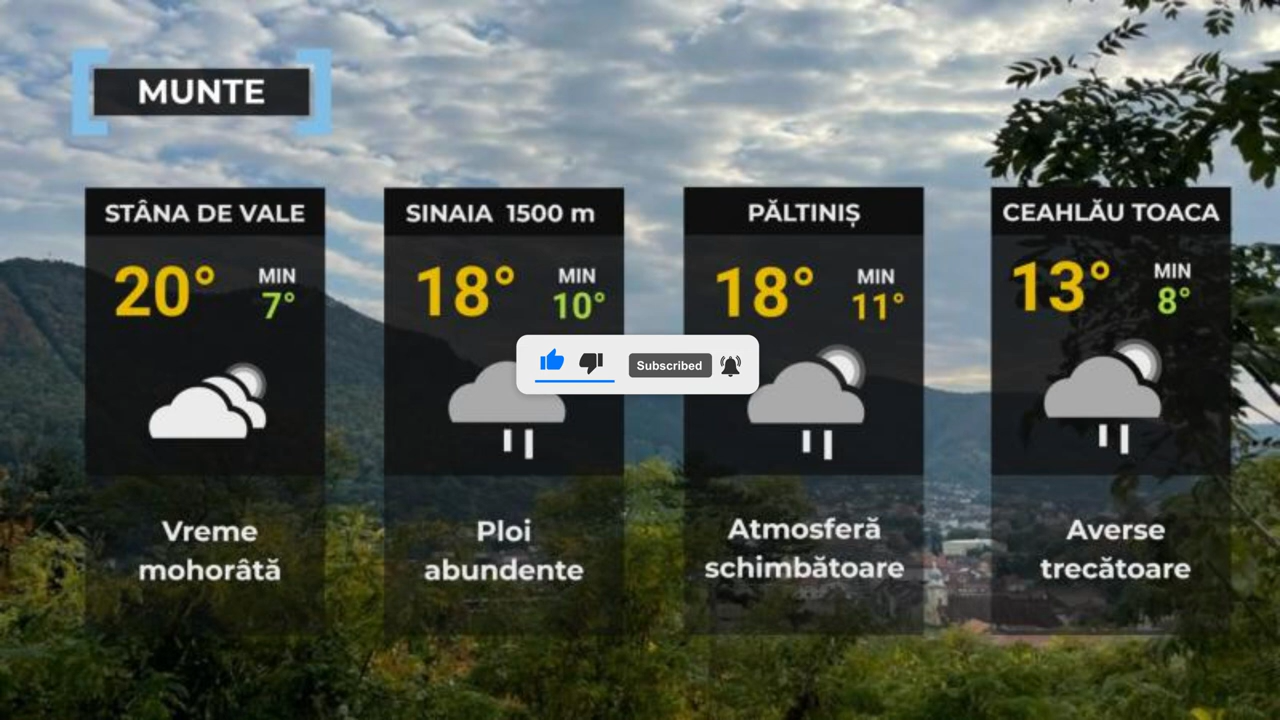 MUNTE
STÂNA DE VALE
20°
MIN
7°
Vreme
mohorâtă
SINAIA 1500 m
18°
MIN
10°
Ploi
abundente
PĂLTINIȘ
18°
MIN
11°
Atmosferă
schimbătoare
CEAHLĂU TOACA
13°
MIN
8°
Averse
trecătoare
Subscribed